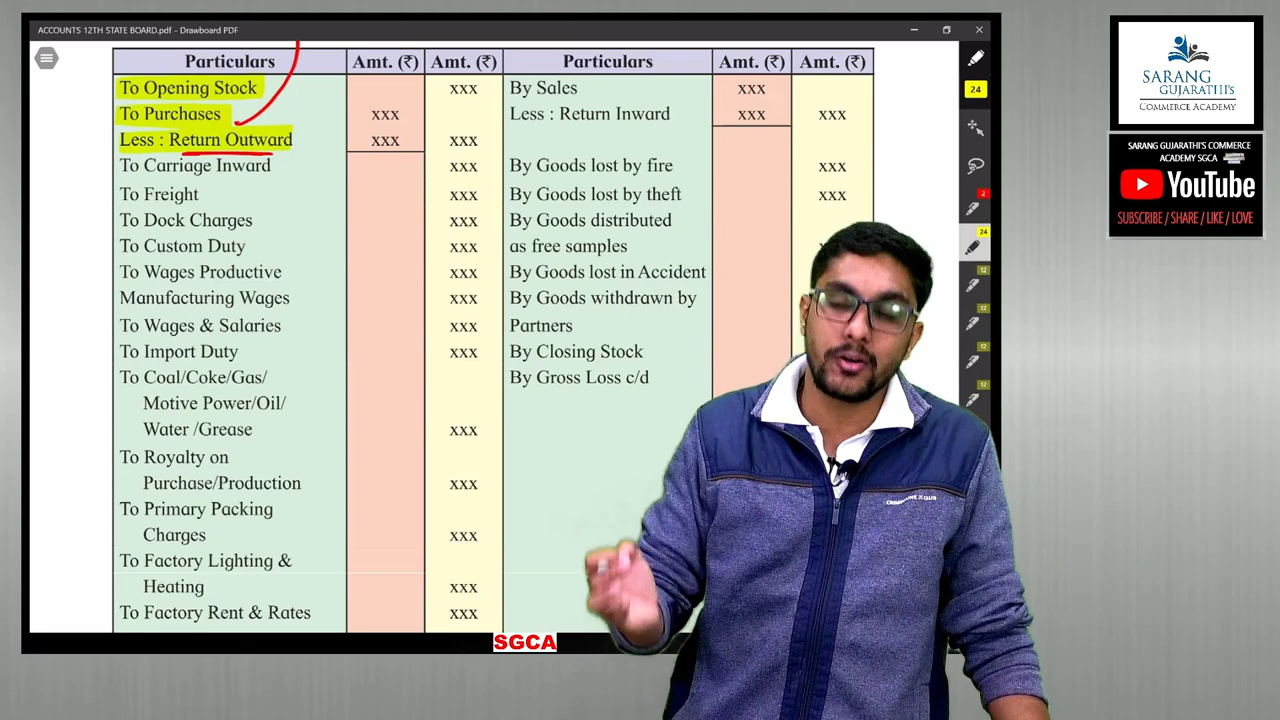 ACCOUNTS 12TH STATE BOARD.pdf - Drawboard PDF
Particulars Amt. (₹) Amt. (₹) Particulars Amt. (₹) Amt. (₹)
To Opening Stock xxx By Sales xxx
To Purchases xxx Less : Return Inward xxx xxx
Less : Return Outward xxx xxx
To Carriage Inward xxx By Goods lost by fire xxx
To Freight xxx By Goods lost by theft xxx
To Dock Charges xxx By Goods distributed
To Custom Duty xxx as free samples
To Wages Productive xxx By Goods lost in Accident
Manufacturing Wages xxx By Goods withdrawn by
To Wages & Salaries xxx Partners
To Import Duty xxx By Closing Stock
To Coal/Coke/Gas/ By Gross Loss c/d
Motive Power/Oil/
Water /Grease xxx
To Royalty on
Purchase/Production xxx
To Primary Packing
Charges xxx
To Factory Lighting &
Heating xxx
To Factory Rent & Rates xxx
SGCA
24
2
24
12
12
12
12
SARANG
GUJARATHI'S
COMMERCE ACADEMY
SARANG GUJARATHI'S COMMERCE
ACADEMY SGCA
YouTube
SUBSCRIBE / SHARE / LIKE / LOVE